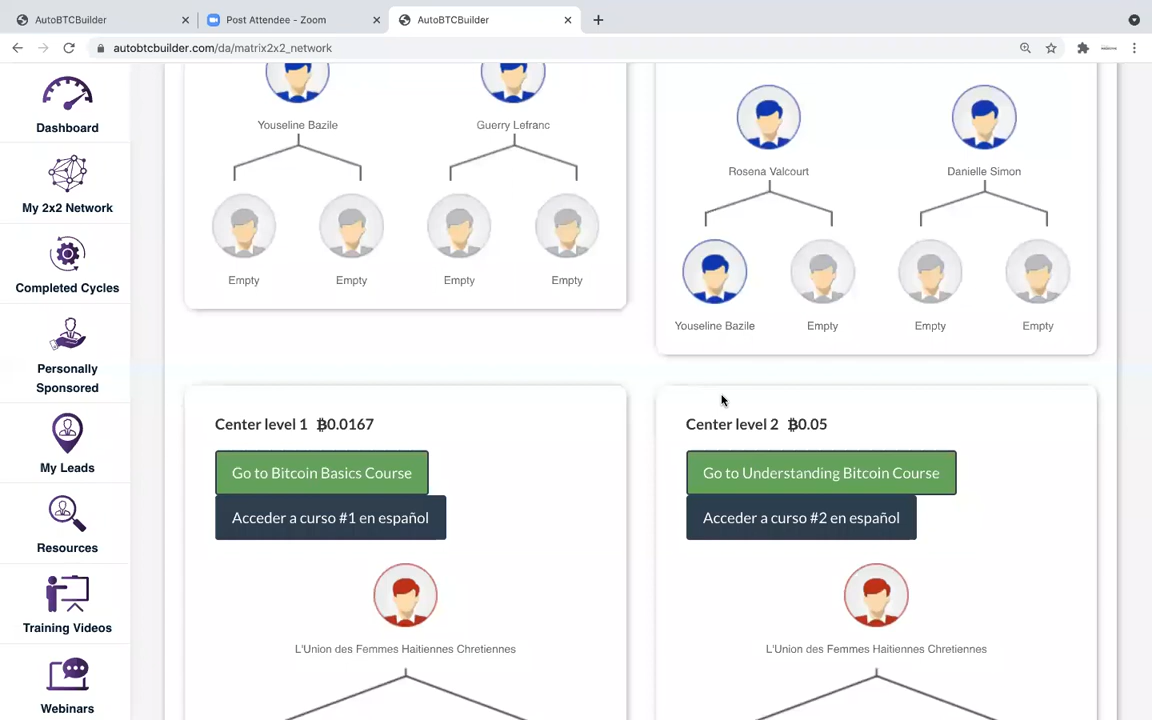 AutoBTCBuilder
Post Attendee - Zoom
AutoBTCBuilder
autobtcbuilder.com/da/matrix2x2_network
Dashboard
My 2x2 Network
Completed Cycles
Personally
Sponsored
My Leads
Resources
Training Videos
Webinars
Youseline Bazile
Guerry Lefranc
Empty
Empty
Empty
Empty
Rosena Valcourt
Danielle Simon
Youseline Bazile
Empty
Empty
Empty
Center level 1 ₿0.0167
Go to Bitcoin Basics Course
Acceder a curso #1 en español
L'Union des Femmes Haitiennes Chretiennes
Center level 2 ₿0.05
Go to Understanding Bitcoin Course
Acceder a curso #2 en español
L'Union des Femmes Haitiennes Chretiennes